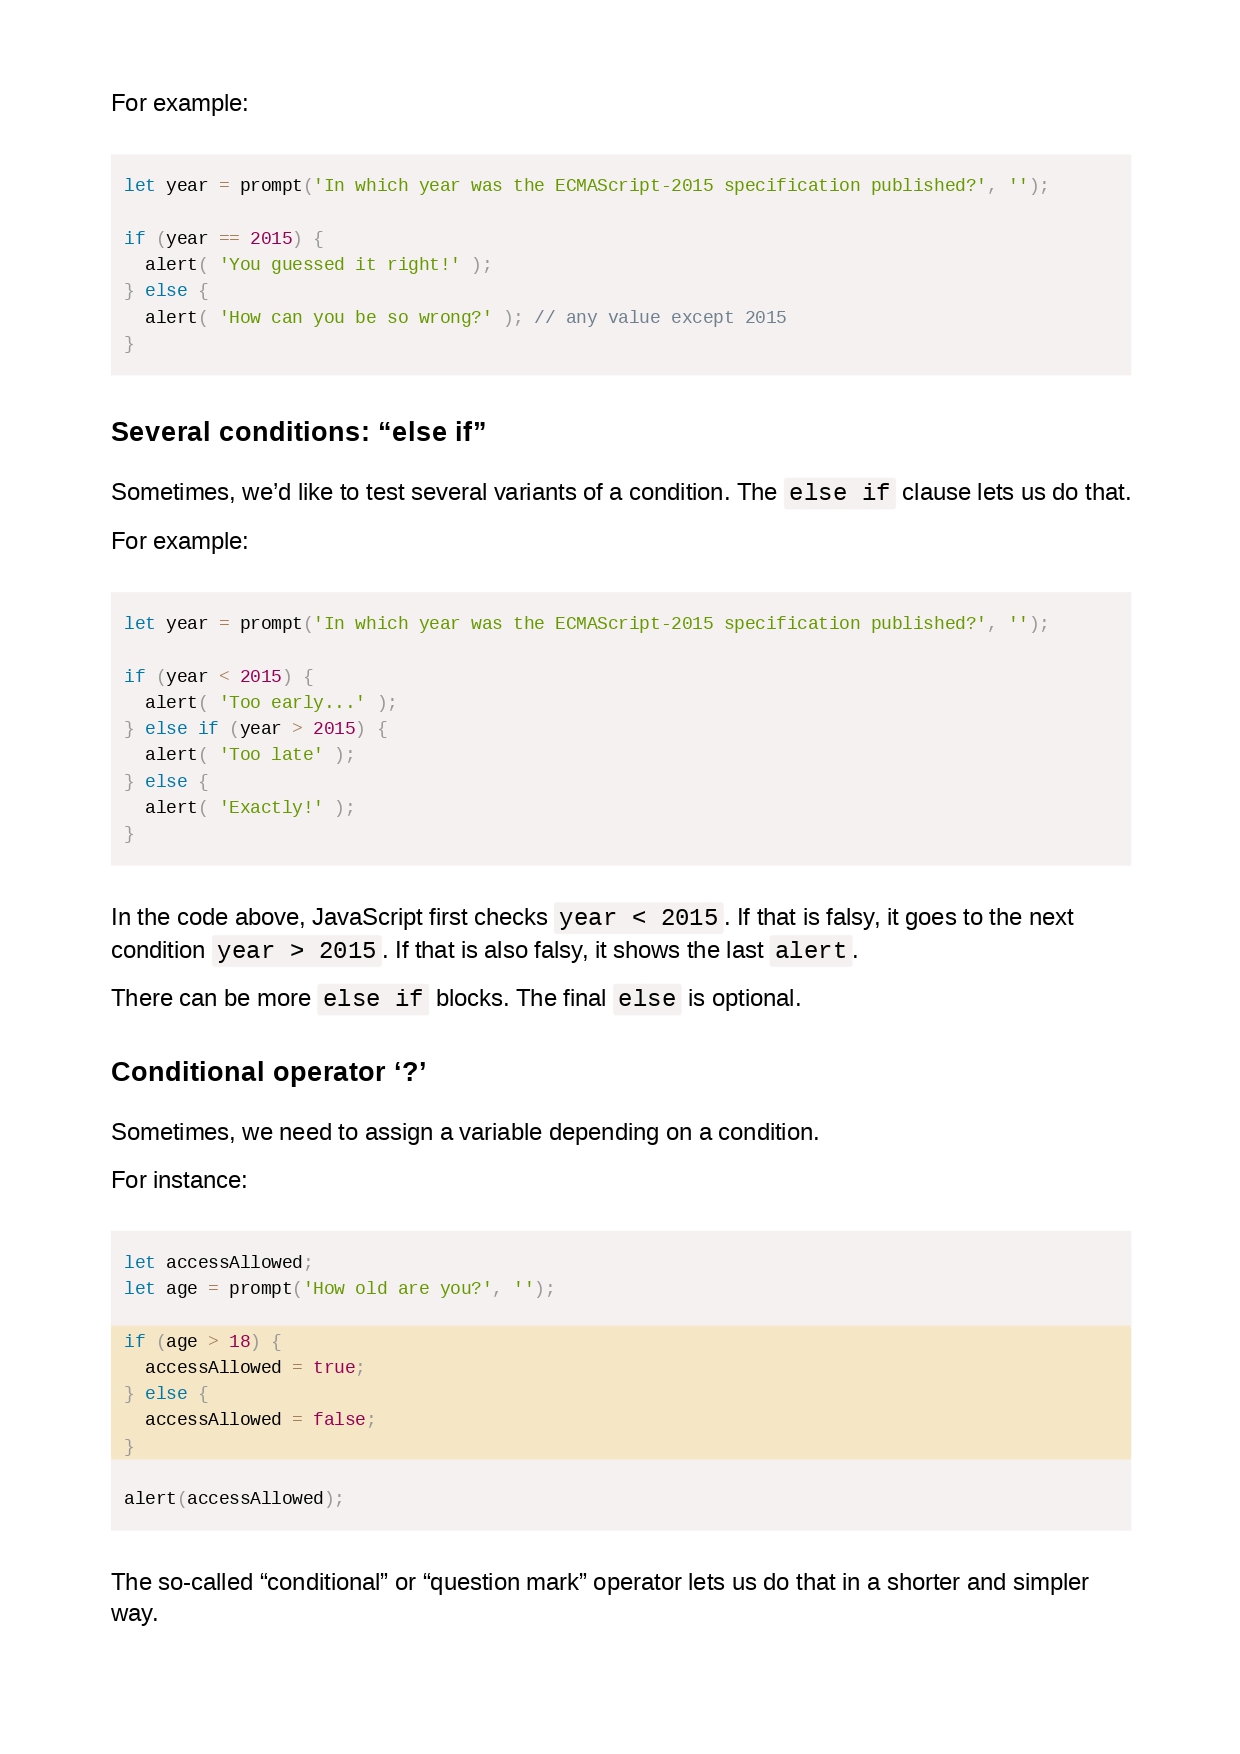 For example:
let year = prompt('In which year was the ECMAScript-2015 specification published?', '');
if (year == 2015) {
  alert( 'You guessed it right!' );
} else {
  alert( 'How can you be so wrong?' ); // any value except 2015
}
Several conditions: “else if”
Sometimes, we’d like to test several variants of a condition. The else if clause lets us do that.
For example:
let year = prompt('In which year was the ECMAScript-2015 specification published?', '');
if (year < 2015) {
  alert( 'Too early...' );
} else if (year > 2015) {
  alert( 'Too late' );
} else {
  alert( 'Exactly!' );
}
In the code above, JavaScript first checks year < 2015. If that is falsy, it goes to the next
condition year > 2015. If that is also falsy, it shows the last alert.
There can be more else if blocks. The final else is optional.
Conditional operator ‘?’
Sometimes, we need to assign a variable depending on a condition.
For instance:
let accessAllowed;
let age = prompt('How old are you?', '');
if (age > 18) {
  accessAllowed = true;
} else {
  accessAllowed = false;
}
alert(accessAllowed);
The so-called “conditional” or “question mark” operator lets us do that in a shorter and simpler
way.